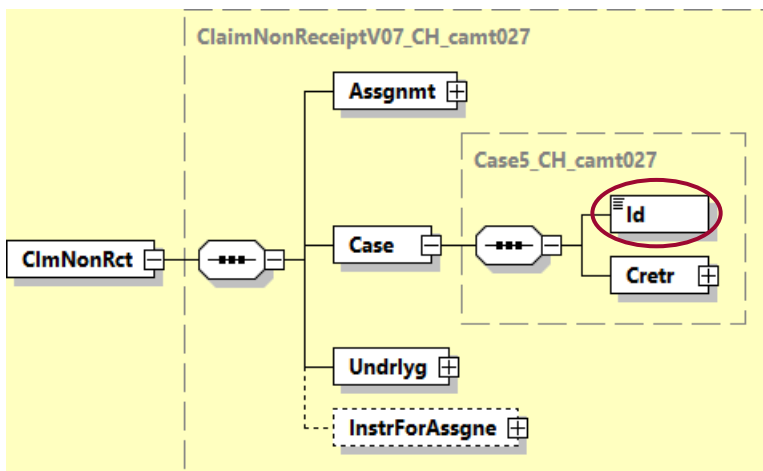 ClaimNonReceiptV07_CH_camt027
Assgnmt
Case5_CH_camt027
Id
ClmNonRct
Case
Cretr
Undrlyg
InstrForAssgne